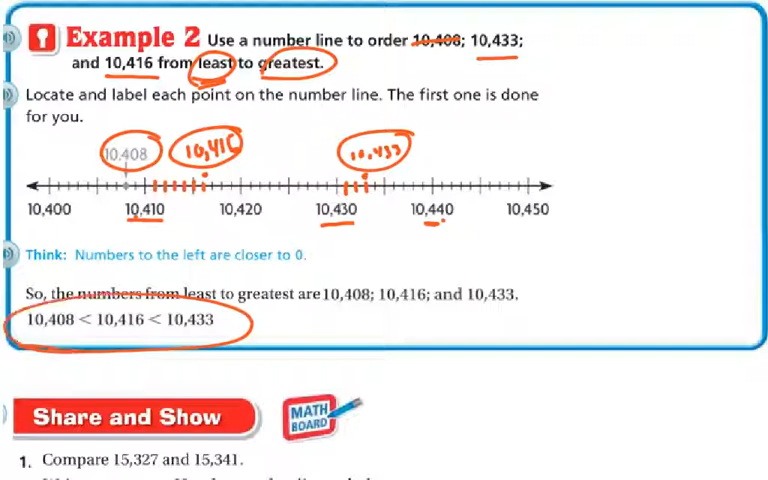 Example 2 Use a number line to order 10,408; 10,433;
and 10,416 from least to greatest.
Locate and label each point on the number line. The first one is done
for you.
10,408 10,416 10,433
10,400 10,410 10,420 10,430 10,440 10,450
Think: Numbers to the left are closer to 0.
So, the numbers from least to greatest are 10,408; 10,416; and 10,433.
10,408 < 10,416 < 10,433
Share and Show MATH
BOARD
1. Compare 15,327 and 15,341.